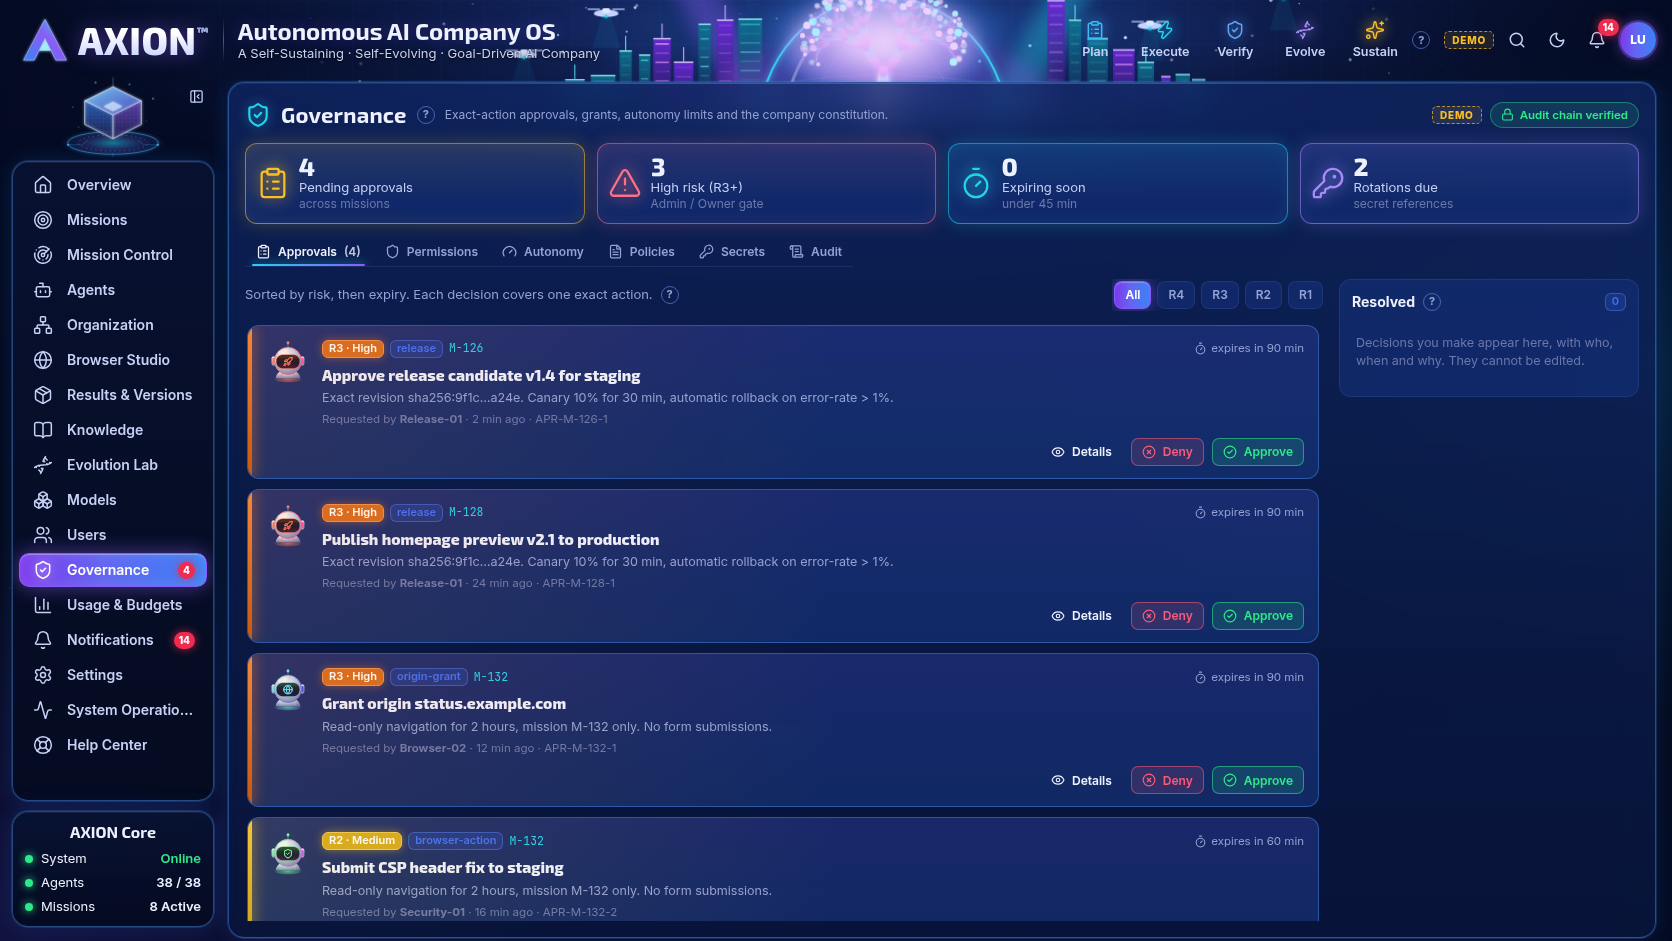 AXION™
Autonomous AI Company OS
A Self-Sustaining · Self-Evolving · Goal-Driven AI Company
Plan
Execute
Verify
Evolve
Sustain
?
DEMO
14
LU
Overview
Missions
Mission Control
Agents
Organization
Browser Studio
Results & Versions
Knowledge
Evolution Lab
Models
Users
Governance 4
Usage & Budgets
Notifications 14
Settings
System Operatio...
Help Center
AXION Core
System Online
Agents 38 / 38
Missions 8 Active
Governance ? Exact-action approvals, grants, autonomy limits and the company constitution.
DEMO
Audit chain verified
4
Pending approvals
across missions
3
High risk (R3+)
Admin / Owner gate
0
Expiring soon
under 45 min
2
Rotations due
secret references
Approvals (4) Permissions Autonomy Policies Secrets Audit
Sorted by risk, then expiry. Each decision covers one exact action. ?
All R4 R3 R2 R1
R3 · High release M-126 expires in 90 min
Approve release candidate v1.4 for staging
Exact revision sha256:9f1c…a24e. Canary 10% for 30 min, automatic rollback on error-rate > 1%.
Requested by Release-01 · 2 min ago · APR-M-126-1
Details Deny Approve
R3 · High release M-128 expires in 90 min
Publish homepage preview v2.1 to production
Exact revision sha256:9f1c…a24e. Canary 10% for 30 min, automatic rollback on error-rate > 1%.
Requested by Release-01 · 24 min ago · APR-M-128-1
Details Deny Approve
R3 · High origin-grant M-132 expires in 90 min
Grant origin status.example.com
Read-only navigation for 2 hours, mission M-132 only. No form submissions.
Requested by Browser-02 · 12 min ago · APR-M-132-1
Details Deny Approve
R2 · Medium browser-action M-132 expires in 60 min
Submit CSP header fix to staging
Read-only navigation for 2 hours, mission M-132 only. No form submissions.
Requested by Security-01 · 16 min ago · APR-M-132-2
Resolved ? 0
Decisions you make appear here, with who,
when and why. They cannot be edited.